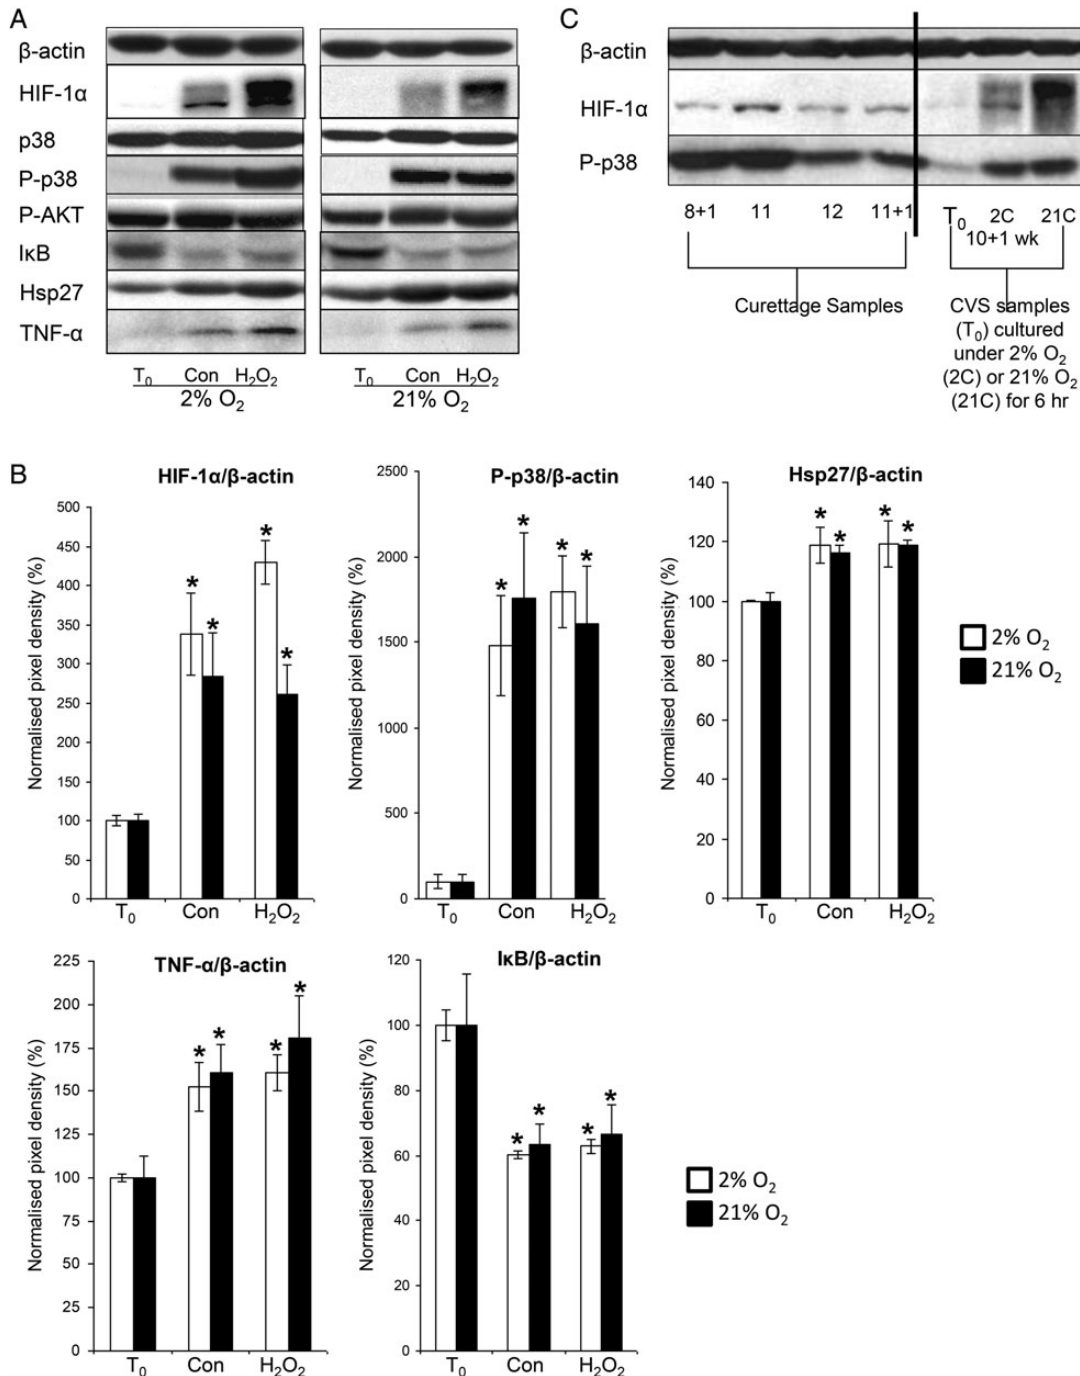 A
β-actin
HIF-1α
p38
P-p38
P-AKT
IκB
Hsp27
TNF-α
T₀ Con H₂O₂
2% O₂
T₀ Con H₂O₂
21% O₂
C
β-actin
HIF-1α
P-p38
8+1 11 12 11+1
T₀ 2C 21C
10+1 wk
Curettage Samples
CVS samples
(T₀) cultured
under 2% O₂
(2C) or 21% O₂
(21C) for 6 hr
B
HIF-1α/β-actin
Normalised pixel density (%)
500
450
400
350
300
250
200
150
100
50
0
* * * *
T₀ Con H₂O₂
P-p38/β-actin
Normalised pixel density (%)
2500
2000
1500
1000
500
0
* * * *
T₀ Con H₂O₂
Hsp27/β-actin
Normalised pixel density (%)
140
120
100
80
60
40
20
0
* * * *
T₀ Con H₂O₂
2% O₂
21% O₂
TNF-α/β-actin
Normalised pixel density (%)
225
200
175
150
125
100
75
50
25
0
* * * *
T₀ Con H₂O₂
IκB/β-actin
Normalised pixel density (%)
120
100
80
60
40
20
0
* * * *
T₀ Con H₂O₂
2% O₂
21% O₂